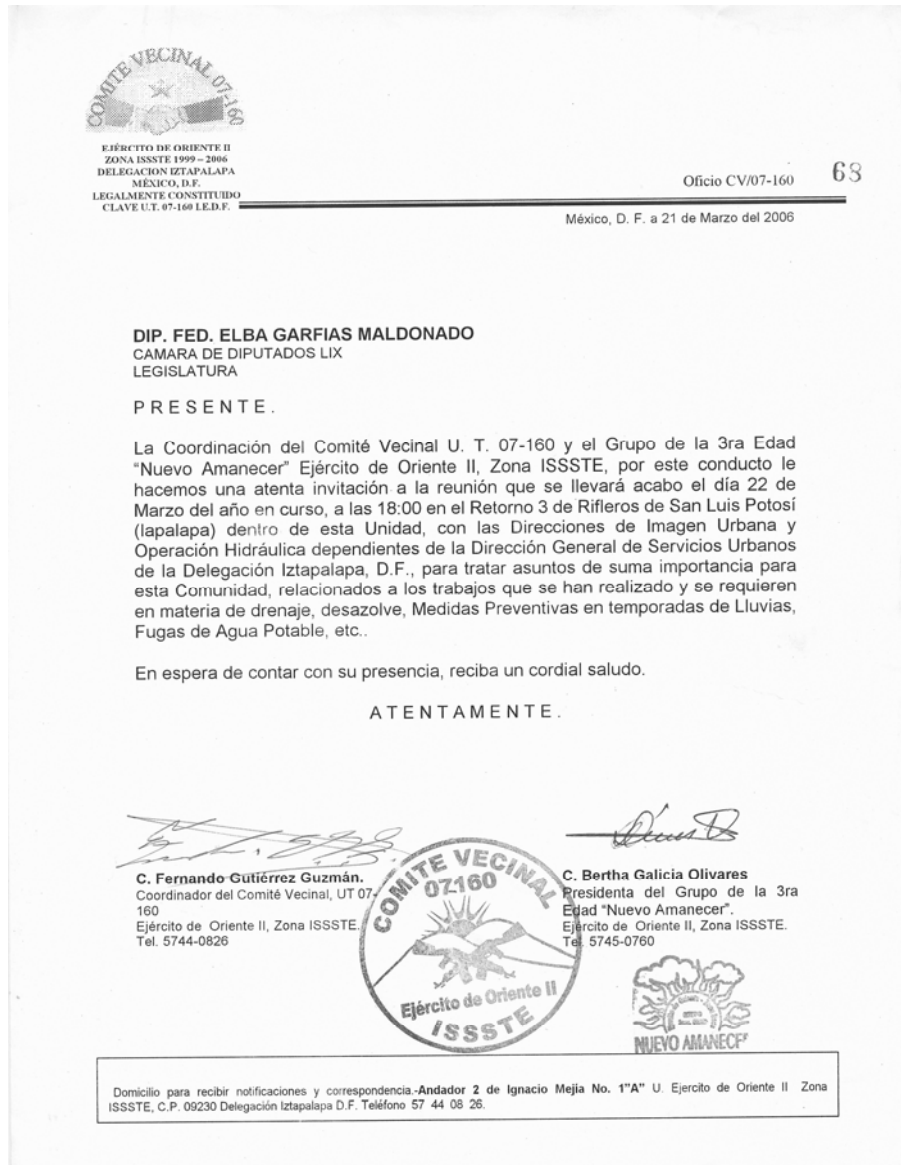 COMITE VECINAL 07-160
EJÉRCITO DE ORIENTE II
ZONA ISSSTE 1999 – 2006
DELEGACION IZTAPALAPA
MÉXICO, D.F.
LEGALMENTE CONSTITUIDO
CLAVE U.T. 07-160 I.E.D.F.
Oficio CV/07-160
68
México, D. F. a 21 de Marzo del 2006
DIP. FED. ELBA GARFIAS MALDONADO
CAMARA DE DIPUTADOS LIX
LEGISLATURA
P R E S E N T E .
La Coordinación del Comité Vecinal U. T. 07-160 y el Grupo de la 3ra Edad
"Nuevo Amanecer" Ejército de Oriente II, Zona ISSSTE, por este conducto le
hacemos una atenta invitación a la reunión que se llevará acabo el día 22 de
Marzo del año en curso, a las 18:00 en el Retorno 3 de Rifleros de San Luis Potosí
(lapalapa) dentro de esta Unidad, con las Direcciones de Imagen Urbana y
Operación Hidráulica dependientes de la Dirección General de Servicios Urbanos
de la Delegación Iztapalapa, D.F., para tratar asuntos de suma importancia para
esta Comunidad, relacionados a los trabajos que se han realizado y se requieren
en materia de drenaje, desazolve, Medidas Preventivas en temporadas de Lluvias,
Fugas de Agua Potable, etc..
En espera de contar con su presencia, reciba un cordial saludo.
A T E N T A M E N T E .
C. Fernando Gutiérrez Guzmán.
Coordinador del Comité Vecinal, UT 07-
160
Ejército de Oriente II, Zona ISSSTE.
Tel. 5744-0826
COMITE VECINAL
07-160
Ejército de Oriente II
ISSSTE
C. Bertha Galicia Olivares
Presidenta del Grupo de la 3ra
Edad "Nuevo Amanecer".
Ejército de Oriente II, Zona ISSSTE.
Tel. 5745-0760
NUEVO AMANECER
Domicilio para recibir notificaciones y correspondencia.-Andador 2 de Ignacio Mejia No. 1"A" U. Ejercito de Oriente II Zona
ISSSTE, C.P. 09230 Delegación Iztapalapa D.F. Teléfono 57 44 08 26.